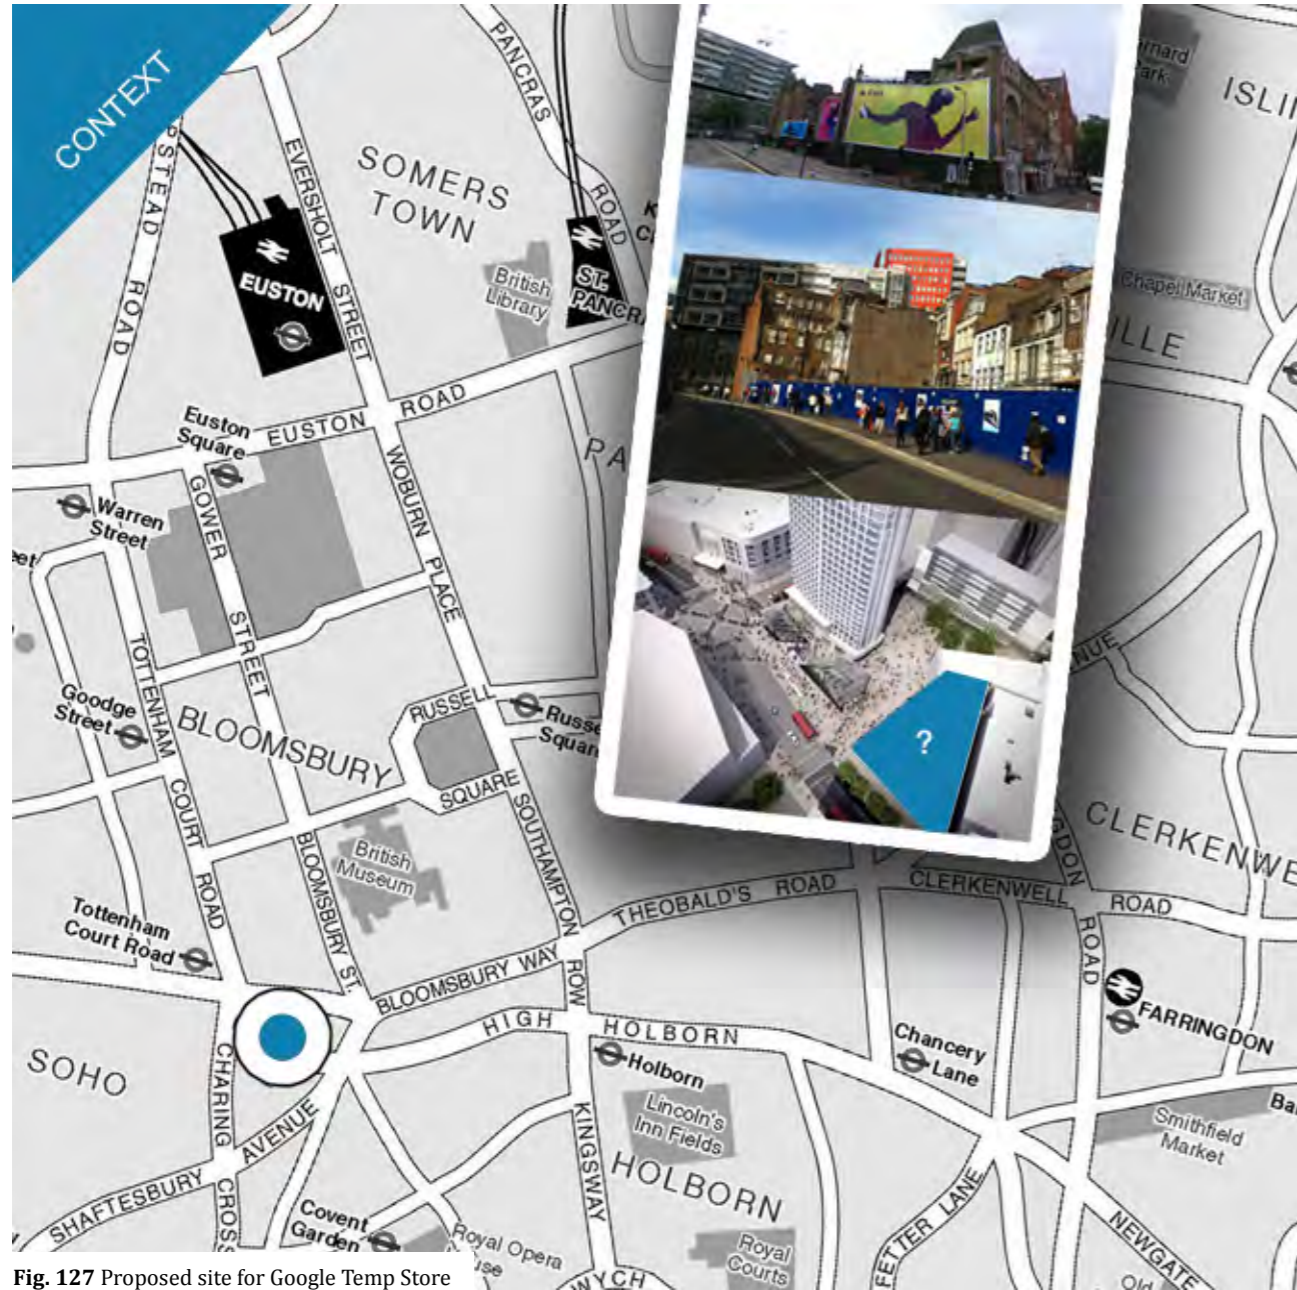 CONTEXT
PANCRAS
ROAD
ROAD
EVERSHOLT STREET
SOMERS
TOWN
EUSTON
British
Library
ST.
Chapel Market
Euston
Square
EUSTON ROAD
Warren
Street
GOWER STREET
WOBURN PLACE
TOTTENHAM COURT ROAD
Goodge
Street
BLOOMSBURY
RUSSELL
SQUARE
SOUTHAMPTON ROW
British
Museum
BLOOMSBURY ST.
?
CLERKENWELL
ROAD
THEOBALD'S ROAD
ROAD
Tottenham
Court Road
BLOOMSBURY WAY
HIGH HOLBORN
FARRINGDON
Chancery
Lane
Holborn
Lincoln's
Inn Fields
SOHO
CHARING
SHAFTESBURY AVENUE
KINGSWAY
HOLBORN
Smithfield
Market
Covent
Garden
Royal Opera
Royal
Courts
FETTER LANE
NEWGATE
Fig. 127 Proposed site for Google Temp Store